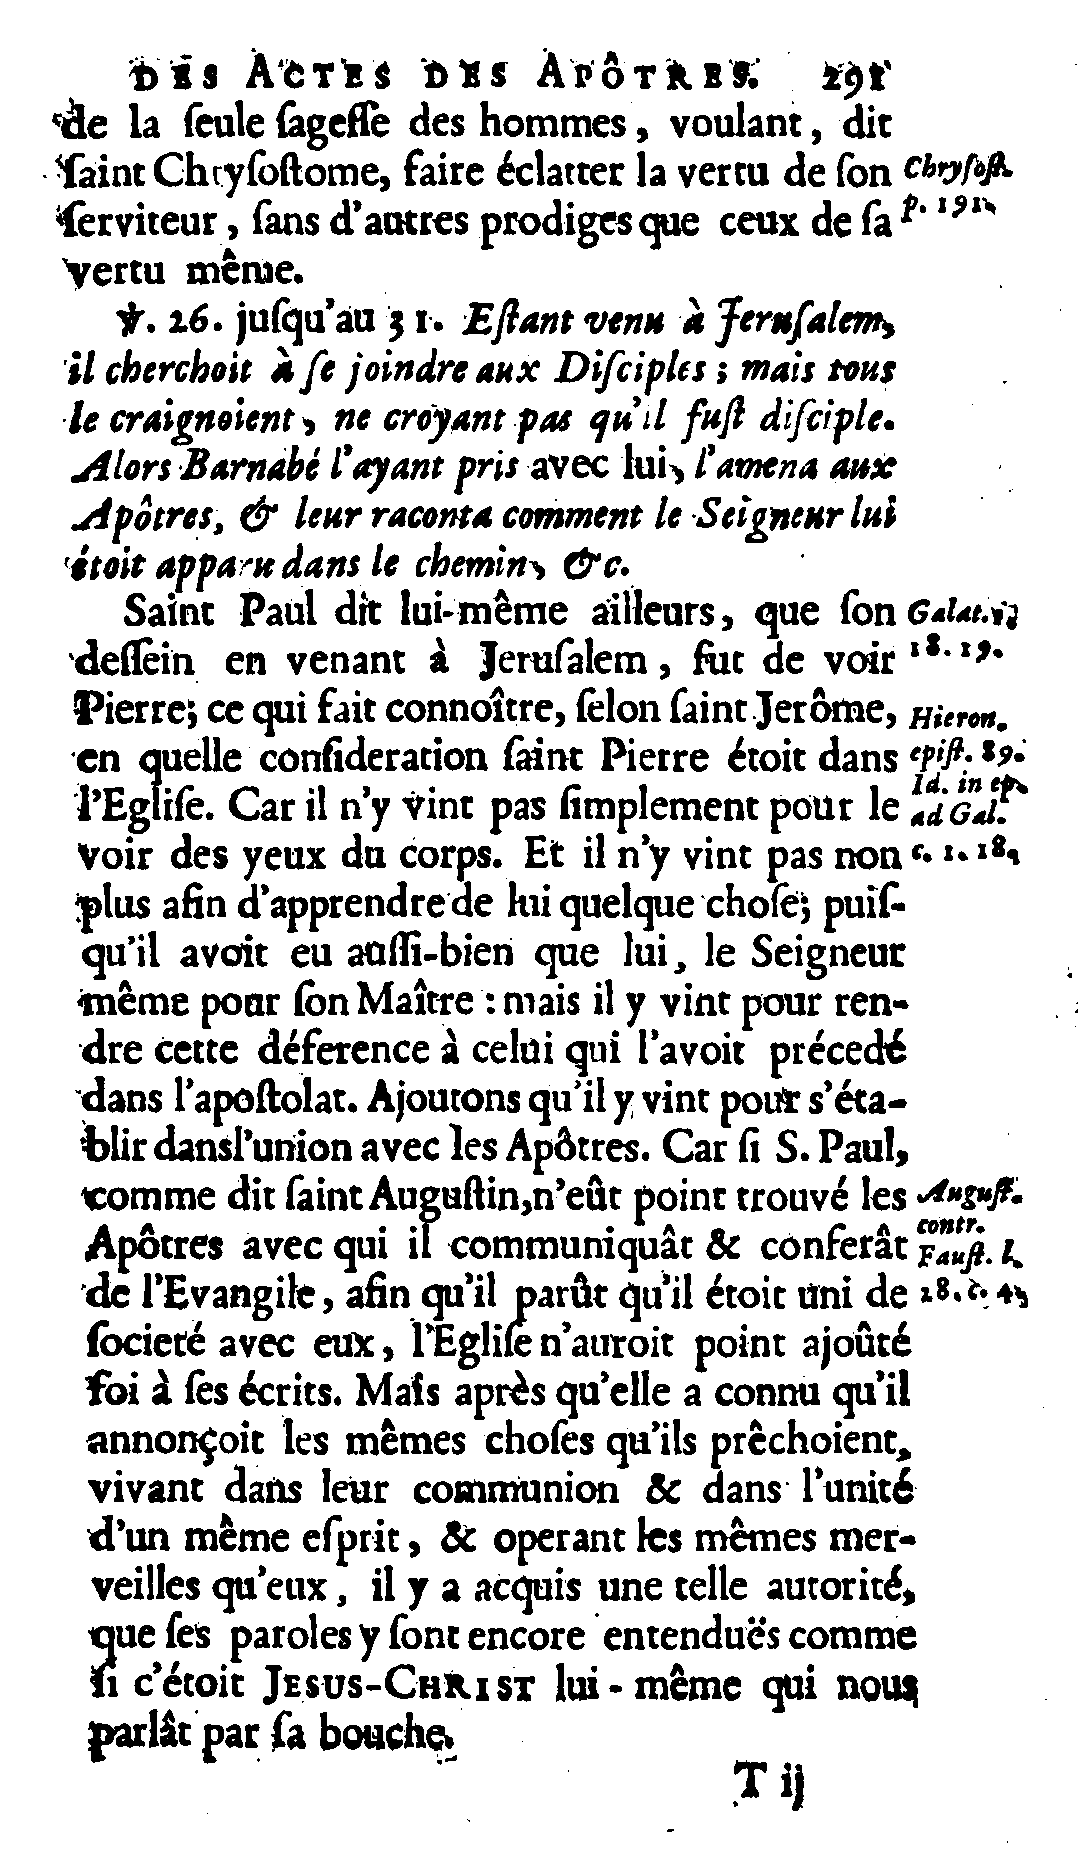 DES ACTES DES APÔTRES. 291
de la ſeule ſageſſe des hommes, voulant, dit
ſaint Chryſoſtome, faire éclatter la vertu de ſon
Chryſoſt.
ſerviteur, ſans d'autres prodiges que ceux de ſa
p. 191.
vertu même.
℣. 26. juſqu'au 31. Eſtant venu à Jeruſalem,
il cherchoit à ſe joindre aux Diſciples; mais tous
le craignoient, ne croyant pas qu'il fuſt diſciple.
Alors Barnabé l'ayant pris avec lui, l'amena aux
Apôtres, & leur raconta comment le Seigneur lui
étoit apparu dans le chemin, &c.
Saint Paul dit lui-même ailleurs, que ſon
Galat.
deſſein en venant à Jeruſalem, fut de voir
18. 19.
Pierre; ce qui fait connoître, ſelon ſaint Jerôme,
Hieron.
en quelle conſideration ſaint Pierre étoit dans
epiſt. 89.
l'Egliſe. Car il n'y vint pas ſimplement pour le
Id. in ep.
ad Gal.
voir des yeux du corps. Et il n'y vint pas non
c. 1. 18.
plus afin d'apprendre de lui quelque choſe; puiſ-
qu'il avoit eu auſſi-bien que lui, le Seigneur
même pour ſon Maître : mais il y vint pour ren-
dre cette déference à celui qui l'avoit précedé
dans l'apoſtolat. Ajoutons qu'il y vint pour s'éta-
blir dansl'union avec les Apôtres. Car ſi S. Paul,
comme dit ſaint Auguſtin,n'eût point trouvé les
Auguſt.
Apôtres avec qui il communiquât & conferât
contr.
Fauſt. l.
de l'Evangile, afin qu'il parût qu'il étoit uni de
28. c. 4.
ſocieté avec eux, l'Egliſe n'auroit point ajoûté
foi à ſes écrits. Mais après qu'elle a connu qu'il
annonçoit les mêmes choſes qu'ils prêchoient,
vivant dans leur communion & dans l'unité
d'un même eſprit, & operant les mêmes mer-
veilles qu'eux, il y a acquis une telle autorité,
que ſes paroles y ſont encore entenduës comme
ſi c'étoit JESUS-CHRIST lui-même qui nous
parlât par ſa bouche.
T ij